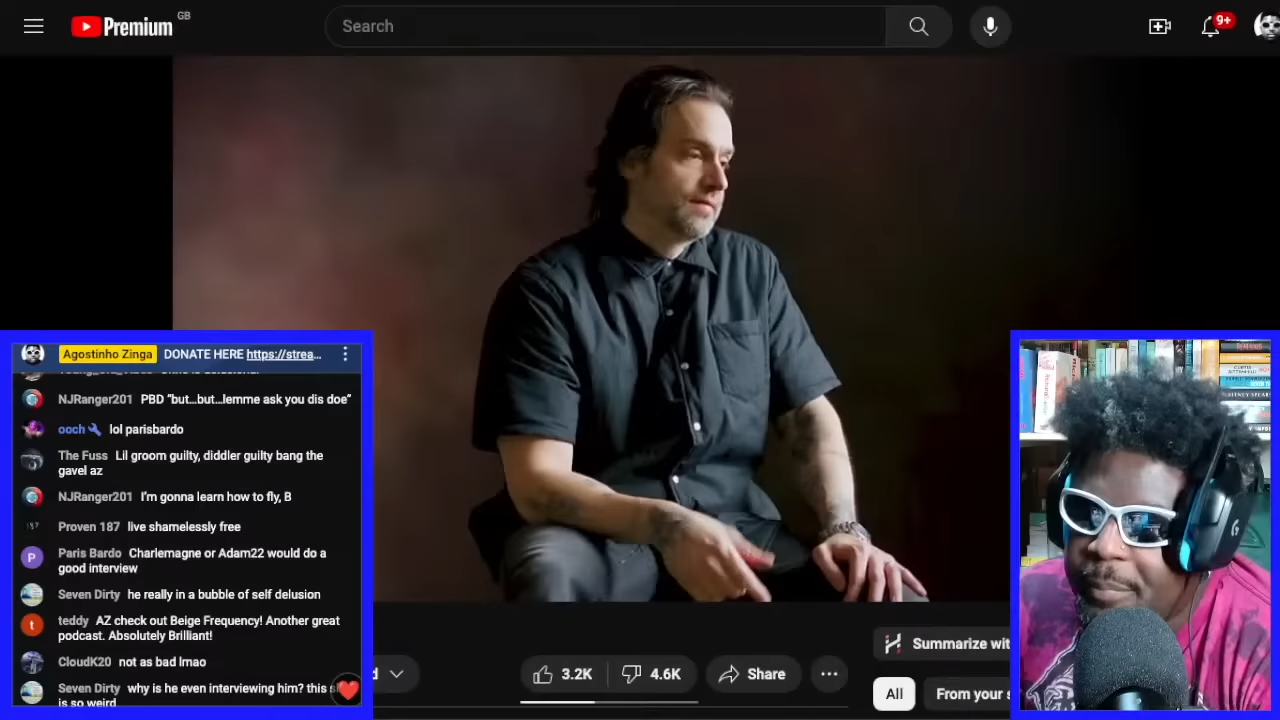 Premium GB
Search
9+
Agostinho Zinga DONATE HERE https://strea...
NJRanger201 PBD "but...but...lemme ask you dis doe"
ooch lol parisbardo
The Fuss Lil groom guilty, diddler guilty bang the
gavel az
NJRanger201 I'm gonna learn how to fly, B
Proven 187 live shamelessly free
P
Paris Bardo Charlemagne or Adam22 would do a
good interview
Seven Dirty he really in a bubble of self delusion
t
teddy AZ check out Beige Frequency! Another great
podcast. Absolutely Brilliant!
CloudK20 not as bad lmao
Seven Dirty why is he even interviewing him? this s
is so weird
d
3.2K
4.6K
Share
Summarize wit
All
From your s
BRITNEY SPEARS
G